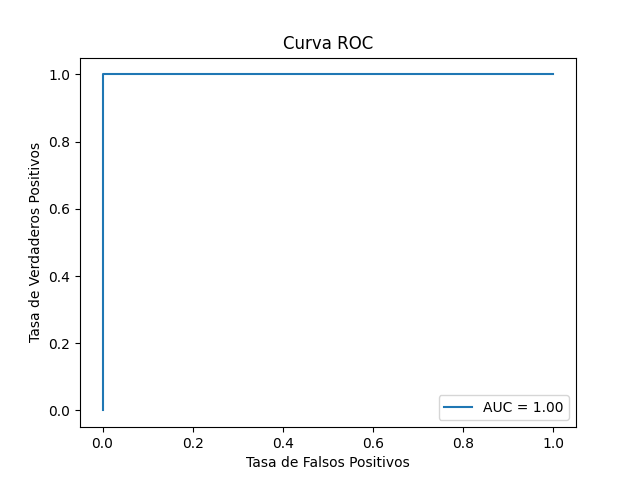 Curva ROC
Tasa de Verdaderos Positivos
1.0
0.8
0.6
0.4
0.2
0.0
AUC = 1.00
0.0 0.2 0.4 0.6 0.8 1.0
Tasa de Falsos Positivos